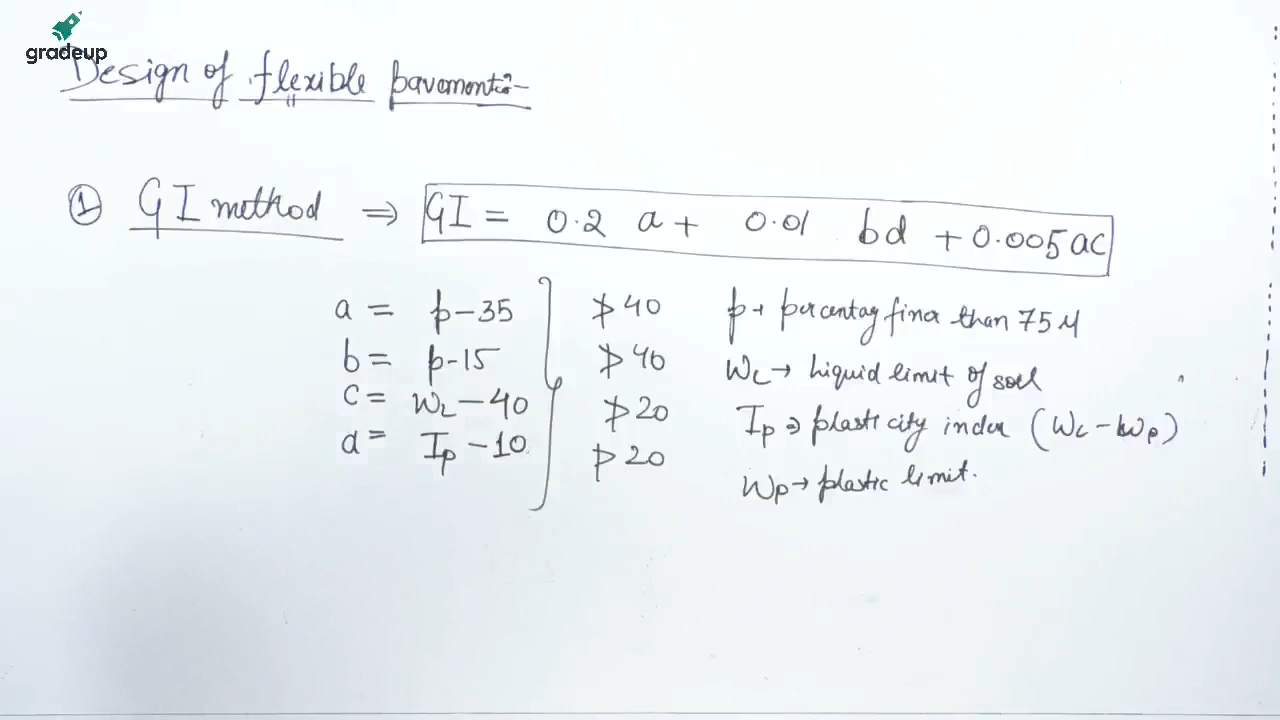 gradeup
Design of flexible pavements:-
① GI method ⇒ GI = 0.2 a + 0.01 bd + 0.005 ac
a = p-35 ≯ 40 p → percentag finer than 75 μ
b = p-15 ≯ 40 WL → liquid limit of soil
c = WL - 40 ≯ 20 Ip ⇒ plasticity index (WL - WP)
d = Ip - 10 ≯ 20 WP → plastic limit.